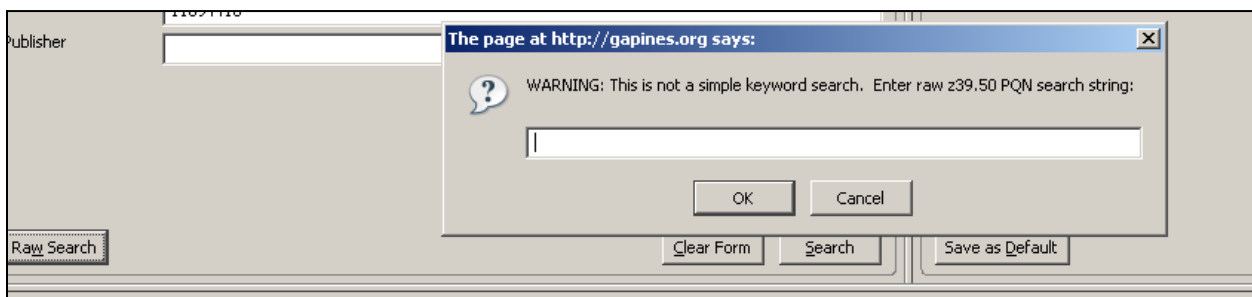 Publisher
The page at http://gapines.org says:
WARNING: This is not a simple keyword search.  Enter raw z39.50 PQN search string:
OK
Cancel
Raw Search
Clear Form
Search
Save as Default